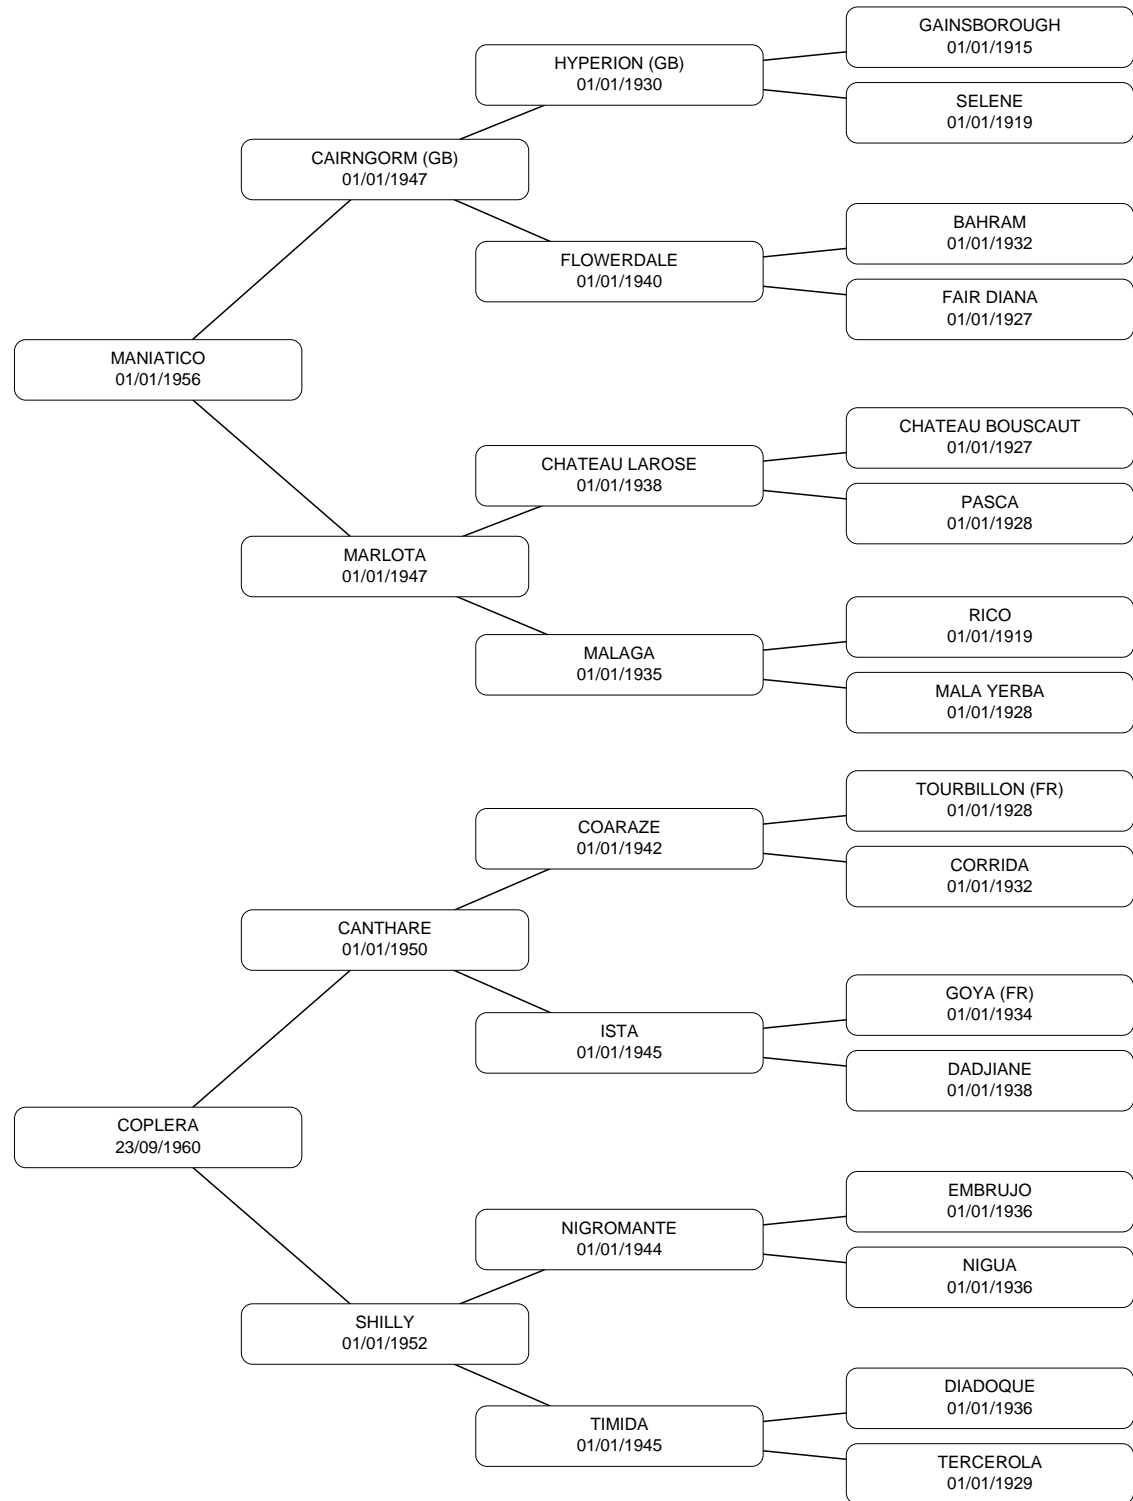 GAINSBOROUGH
01/01/1915
HYPERION (GB)
01/01/1930
SELENE
01/01/1919
CAIRNGORM (GB)
01/01/1947
BAHRAM
01/01/1932
FLOWERDALE
01/01/1940
FAIR DIANA
01/01/1927
MANIATICO
01/01/1956
CHATEAU BOUSCAUT
01/01/1927
CHATEAU LAROSE
01/01/1938
PASCA
01/01/1928
MARLOTA
01/01/1947
RICO
01/01/1919
MALAGA
01/01/1935
MALA YERBA
01/01/1928
TOURBILLON (FR)
01/01/1928
COARAZE
01/01/1942
CORRIDA
01/01/1932
CANTHARE
01/01/1950
GOYA (FR)
01/01/1934
ISTA
01/01/1945
DADJIANE
01/01/1938
COPLERA
23/09/1960
EMBRUJO
01/01/1936
NIGROMANTE
01/01/1944
NIGUA
01/01/1936
SHILLY
01/01/1952
DIADOQUE
01/01/1936
TIMIDA
01/01/1945
TERCEROLA
01/01/1929